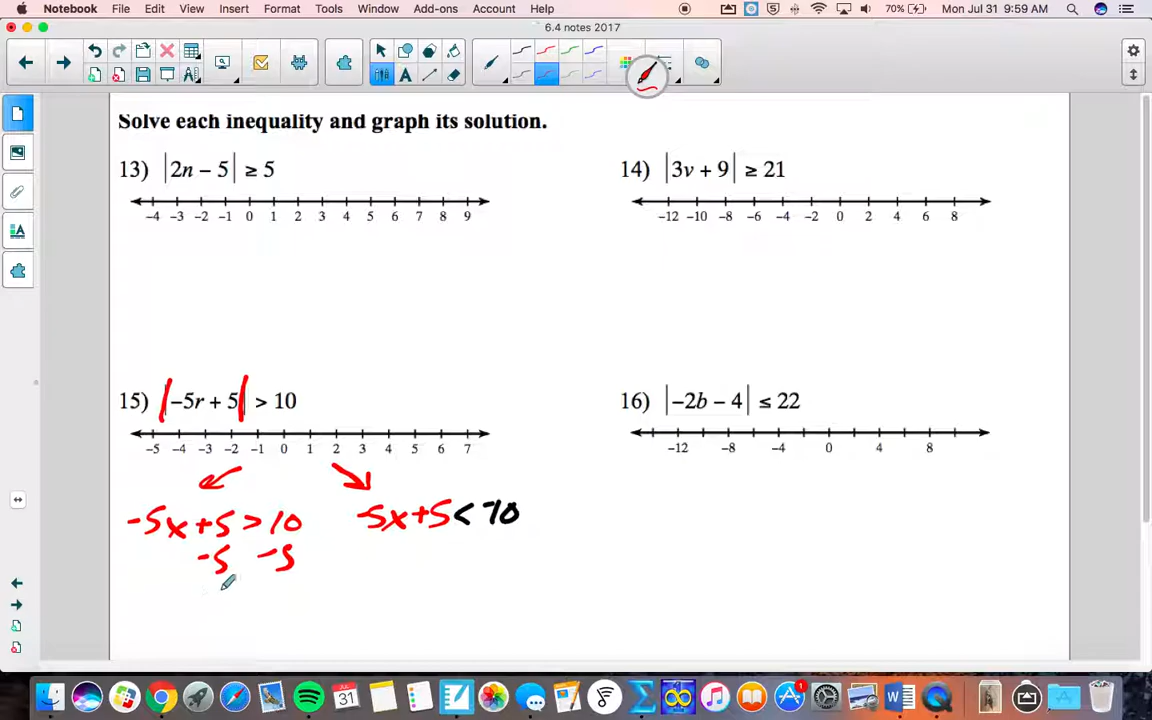 Notebook File Edit View Insert Format Tools Window Add-ons Account Help 70% Mon Jul 31 9:59 AM
6.4 notes 2017
Solve each inequality and graph its solution.
13) |2n − 5| ≥ 5
−4 −3 −2 −1 0 1 2 3 4 5 6 7 8 9
14) |3v + 9| ≥ 21
−12 −10 −8 −6 −4 −2 0 2 4 6 8
15) |−5r + 5| > 10
−5 −4 −3 −2 −1 0 1 2 3 4 5 6 7
16) |−2b − 4| ≤ 22
−12 −8 −4 0 4 8
-5x+5>10
-5x+5<-10
-5 -5